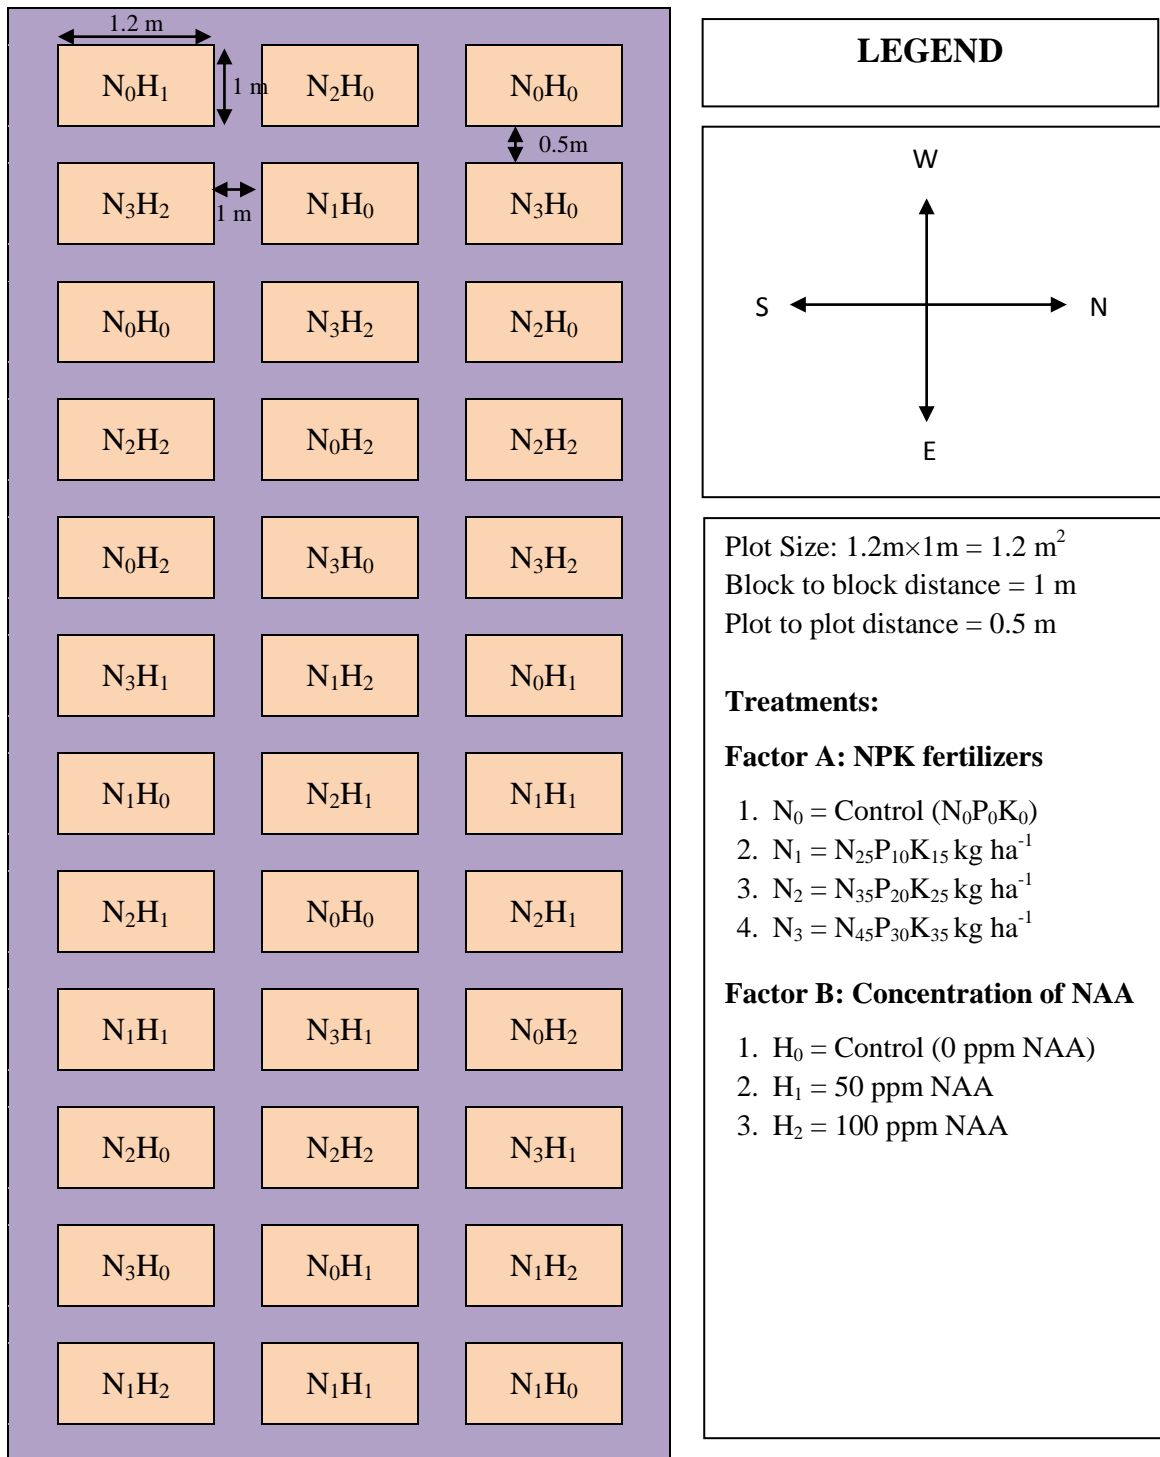 1.2 m
N₀H₁ N₂H₀ N₀H₀
1 m
0.5m
N₃H₂ N₁H₀ N₃H₀
1 m
N₀H₀ N₃H₂ N₂H₀
N₂H₂ N₀H₂ N₂H₂
N₀H₂ N₃H₀ N₃H₂
N₃H₁ N₁H₂ N₀H₁
N₁H₀ N₂H₁ N₁H₁
N₂H₁ N₀H₀ N₂H₁
N₁H₁ N₃H₁ N₀H₂
N₂H₀ N₂H₂ N₃H₁
N₃H₀ N₀H₁ N₁H₂
N₁H₂ N₁H₁ N₁H₀
LEGEND
W
S N
E
Plot Size: 1.2m×1m = 1.2 m²
Block to block distance = 1 m
Plot to plot distance = 0.5 m
Treatments:
Factor A: NPK fertilizers
1. N₀ = Control (N₀P₀K₀)
2. N₁ = N₂₅P₁₀K₁₅ kg ha⁻¹
3. N₂ = N₃₅P₂₀K₂₅ kg ha⁻¹
4. N₃ = N₄₅P₃₀K₃₅ kg ha⁻¹
Factor B: Concentration of NAA
1. H₀ = Control (0 ppm NAA)
2. H₁ = 50 ppm NAA
3. H₂ = 100 ppm NAA